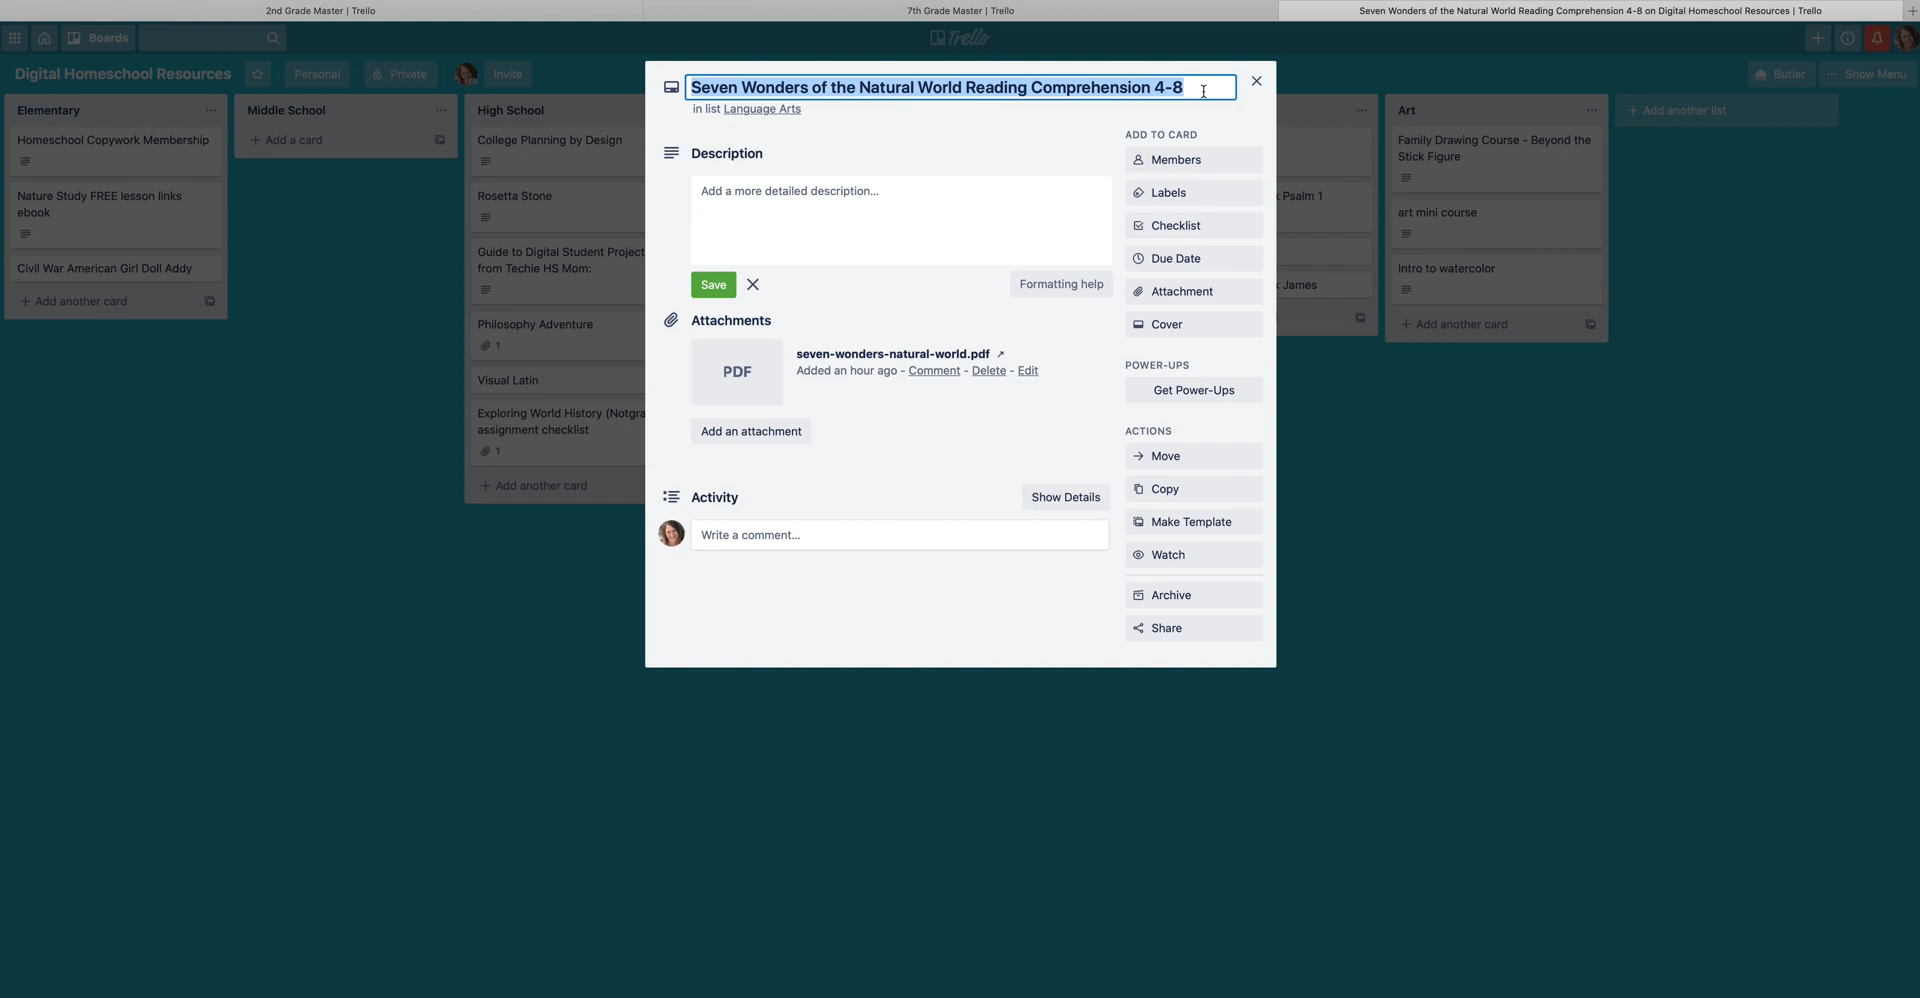 2nd Grade Master | Trello
7th Grade Master | Trello
Seven Wonders of the Natural World Reading Comprehension 4-8 on Digital Homeschool Resources | Trello
Boards
Trello
Digital Homeschool Resources
Personal
Private
Invite
Butler
Show Menu
Elementary
Homeschool Copywork Membership
Nature Study FREE lesson links
ebook
Civil War American Girl Doll Addy
+ Add another card
Middle School
+ Add a card
High School
College Planning by Design
Rosetta Stone
Guide to Digital Student Project
from Techie HS Mom:
Philosophy Adventure
1
Visual Latin
Exploring World History (Notgra
assignment checklist
1
+ Add another card
Seven Wonders of the Natural World Reading Comprehension 4-8
in list Language Arts
Description
Add a more detailed description...
Save
Formatting help
Attachments
PDF
seven-wonders-natural-world.pdf
Added an hour ago - Comment - Delete - Edit
Add an attachment
Activity
Show Details
Write a comment...
ADD TO CARD
Members
Labels
Checklist
Due Date
Attachment
Cover
POWER-UPS
Get Power-Ups
ACTIONS
Move
Copy
Make Template
Watch
Archive
Share
Psalm 1
James
Art
Family Drawing Course - Beyond the
Stick Figure
art mini course
Intro to watercolor
+ Add another card
+ Add another list